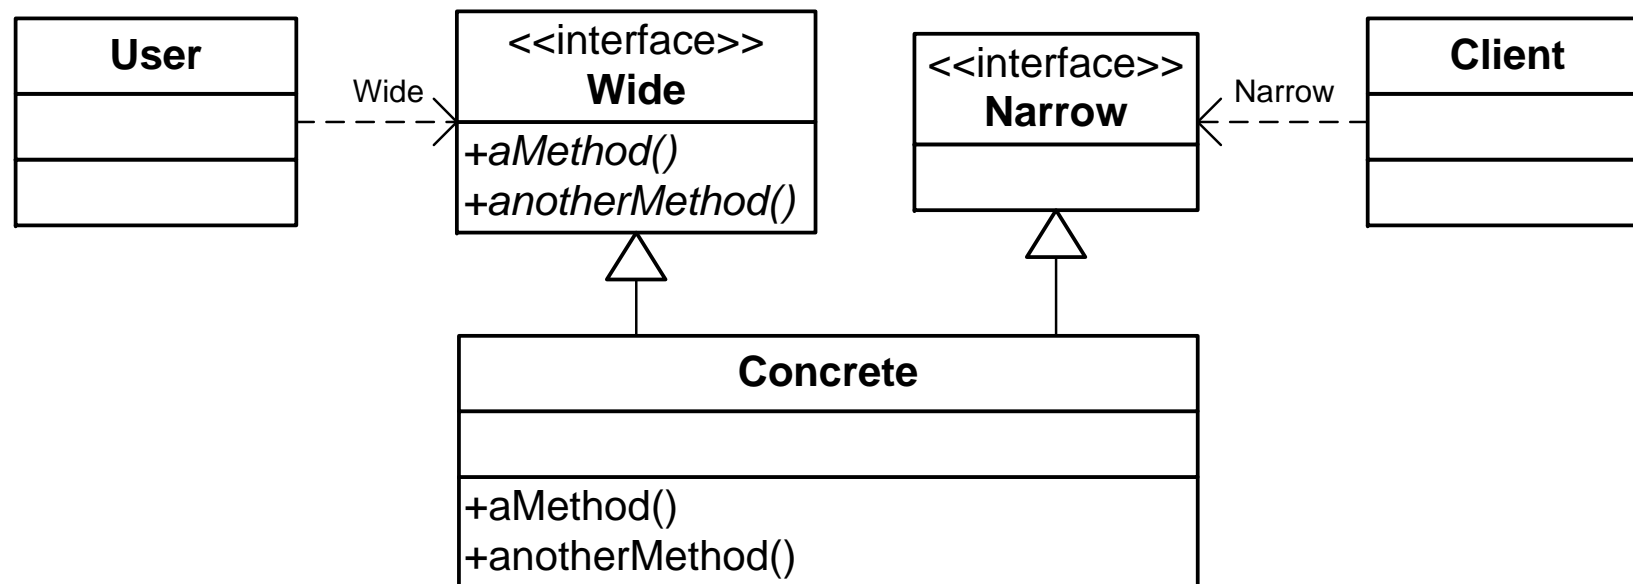 User
Wide
<<interface>>
Wide
+aMethod()
+anotherMethod()
<<interface>>
Narrow
Narrow
Client
Concrete
+aMethod()
+anotherMethod()